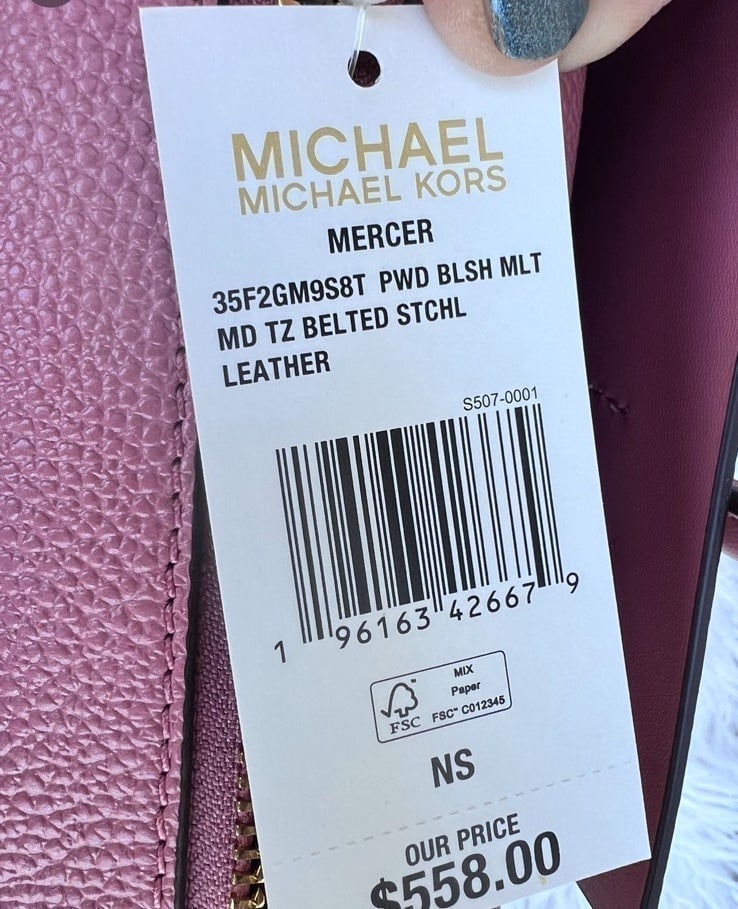 MICHAEL
MICHAEL KORS
MERCER
35F2GM9S8T PWD BLSH MLT
MD TZ BELTED STCHL
LEATHER
S507-0001
1 96163 42667 9
MIX
Paper
FSC
FSC™ C012345
NS
OUR PRICE
$558.00